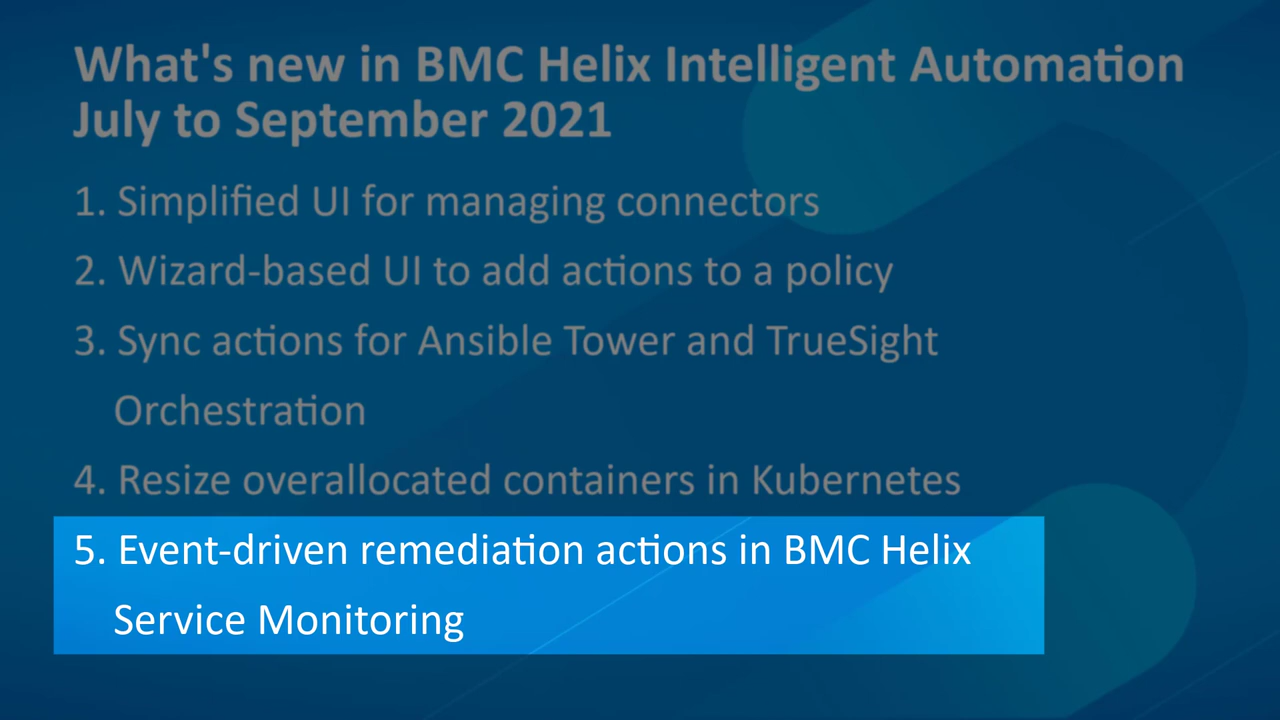 What's new in BMC Helix Intelligent Automation
July to September 2021
1. Simplified UI for managing connectors
2. Wizard-based UI to add actions to a policy
3. Sync actions for Ansible Tower and TrueSight
Orchestration
4. Resize overallocated containers in Kubernetes
5. Event-driven remediation actions in BMC Helix
Service Monitoring